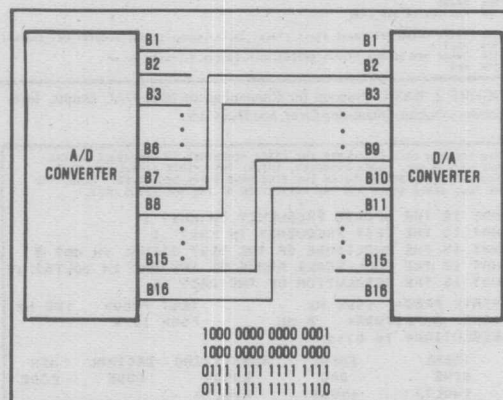 B1 B1
B2 B2
B3 B3
A/D CONVERTER
D/A CONVERTER
B6 B9
B7 B10
B8 B11
B15 B15
B16 B16
1000 0000 0000 0001
1000 0000 0000 0000
0111 1111 1111 1111
0111 1111 1111 1110